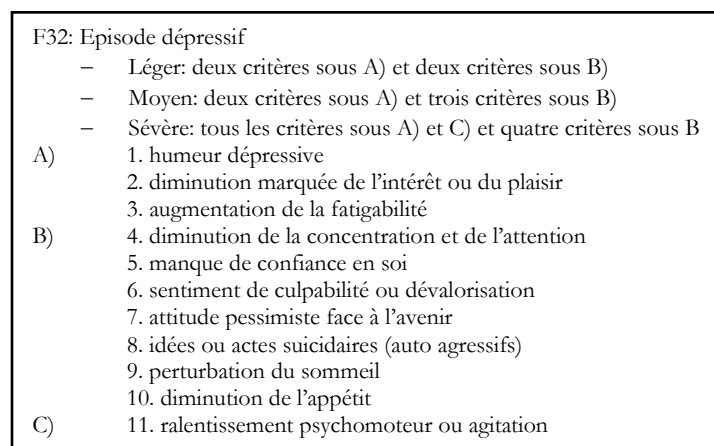 F32: Episode dépressif
– Léger: deux critères sous A) et deux critères sous B)
– Moyen: deux critères sous A) et trois critères sous B)
– Sévère: tous les critères sous A) et C) et quatre critères sous B
A) 1. humeur dépressive
2. diminution marquée de l'intérêt ou du plaisir
3. augmentation de la fatigabilité
B) 4. diminution de la concentration et de l'attention
5. manque de confiance en soi
6. sentiment de culpabilité ou dévalorisation
7. attitude pessimiste face à l'avenir
8. idées ou actes suicidaires (auto agressifs)
9. perturbation du sommeil
10. diminution de l'appétit
C) 11. ralentissement psychomoteur ou agitation